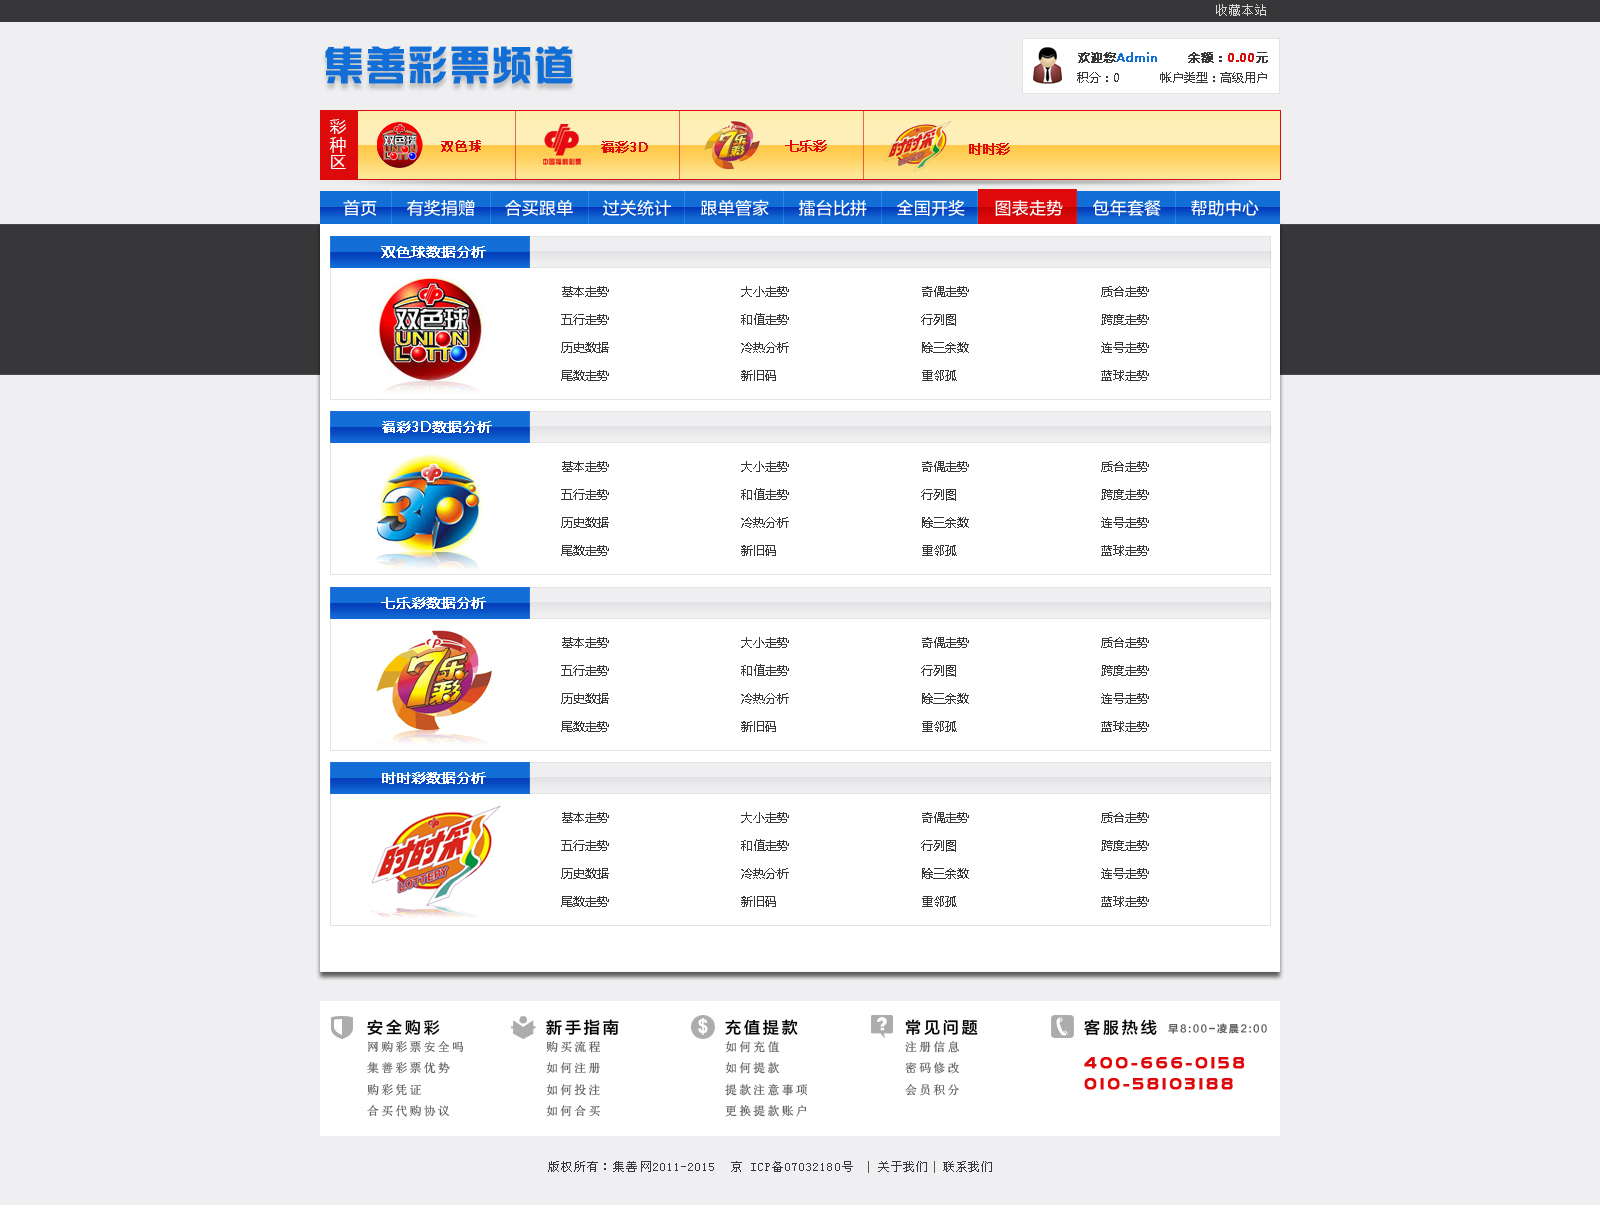 收藏本站
集善彩票频道
欢迎您Admin 余额：0.00元
积分：0 帐户类型：高级用户
彩种区
双色球 UNION LOTTO 双色球
中国福利彩票 福彩3D
7乐彩 七乐彩
时时彩 时时彩
首页 有奖捐赠 合买跟单 过关统计 跟单管家 擂台比拼 全国开奖 图表走势 包年套餐 帮助中心
双色球数据分析
双色球
UNION
LOTTO
基本走势 大小走势 奇偶走势 质合走势
五行走势 和值走势 行列图 跨度走势
历史数据 冷热分析 除三余数 连号走势
尾数走势 新旧码 重邻孤 蓝球走势
福彩3D数据分析
3D
基本走势 大小走势 奇偶走势 质合走势
五行走势 和值走势 行列图 跨度走势
历史数据 冷热分析 除三余数 连号走势
尾数走势 新旧码 重邻孤 蓝球走势
七乐彩数据分析
7乐彩
基本走势 大小走势 奇偶走势 质合走势
五行走势 和值走势 行列图 跨度走势
历史数据 冷热分析 除三余数 连号走势
尾数走势 新旧码 重邻孤 蓝球走势
时时彩数据分析
时时彩
LOTTERY
基本走势 大小走势 奇偶走势 质合走势
五行走势 和值走势 行列图 跨度走势
历史数据 冷热分析 除三余数 连号走势
尾数走势 新旧码 重邻孤 蓝球走势
安全购彩 新手指南 充值提款 常见问题 客服热线 早8:00-凌晨2:00
网购彩票安全吗 购买流程 如何充值 注册信息
集善彩票优势 如何注册 如何提款 密码修改 400-666-0158
购彩凭证 如何投注 提款注意事项 会员积分 010-58103188
合买代购协议 如何合买 更换提款账户
版权所有：集善网2011-2015 京 ICP备07032180号 | 关于我们 | 联系我们